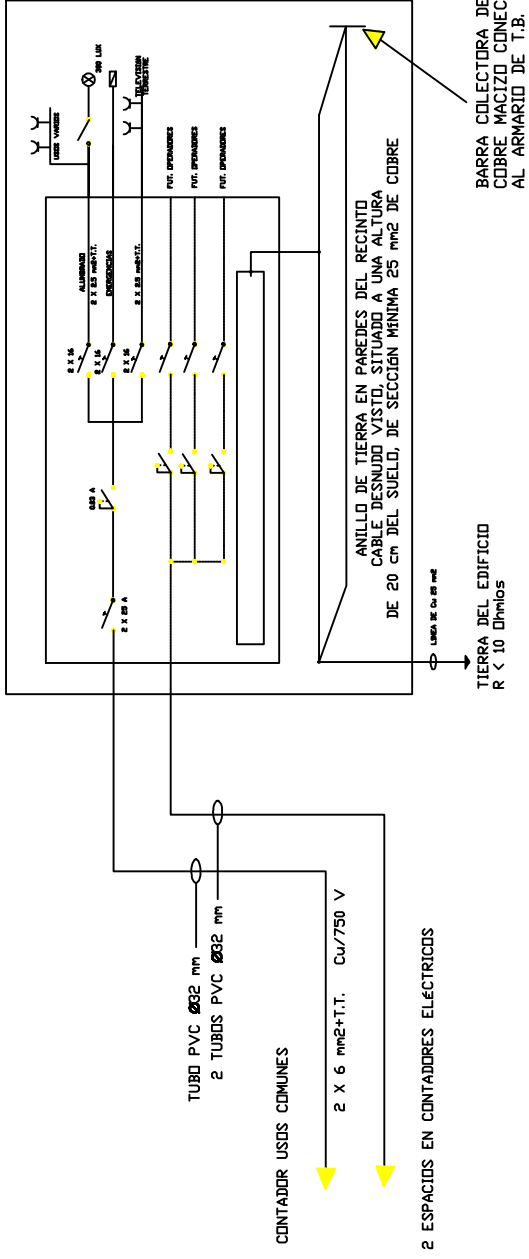 USOS VARIOS
300 LUX
TELEVISION
TERRESTRE
FUT. OPERADORES
FUT. OPERADORES
FUT. OPERADORES
ALUMBRADO
2 X 2.5 mm2+T.T.
EMERGENCIAS
2 X 2.5 mm2+T.T.
2 X 16
2 X 16
2 X 16
2 X 25 A
ANILLO DE TIERRA EN PAREDES DEL RECINTO
CABLE DESNUDO VISTO, SITUADO A UNA ALTURA
DE 20 cm DEL SUELO, DE SECCIÓN MÍNIMA 25 mm2 DE COBRE
BARRA COLECTORA DE
COBRE MACIZO CONEC
AL ARMARIO DE T.B.
LINEA DE Cu 25 mm2
TIERRA DEL EDIFICIO
R < 10 Ohmios
TUBO PVC Ø32 mm
2 TUBOS PVC Ø32 mm
CONTADOR USOS COMUNES
2 X 6 mm2+T.T. Cu/750 V
2 ESPACIOS EN CONTADORES ELÉCTRICOS